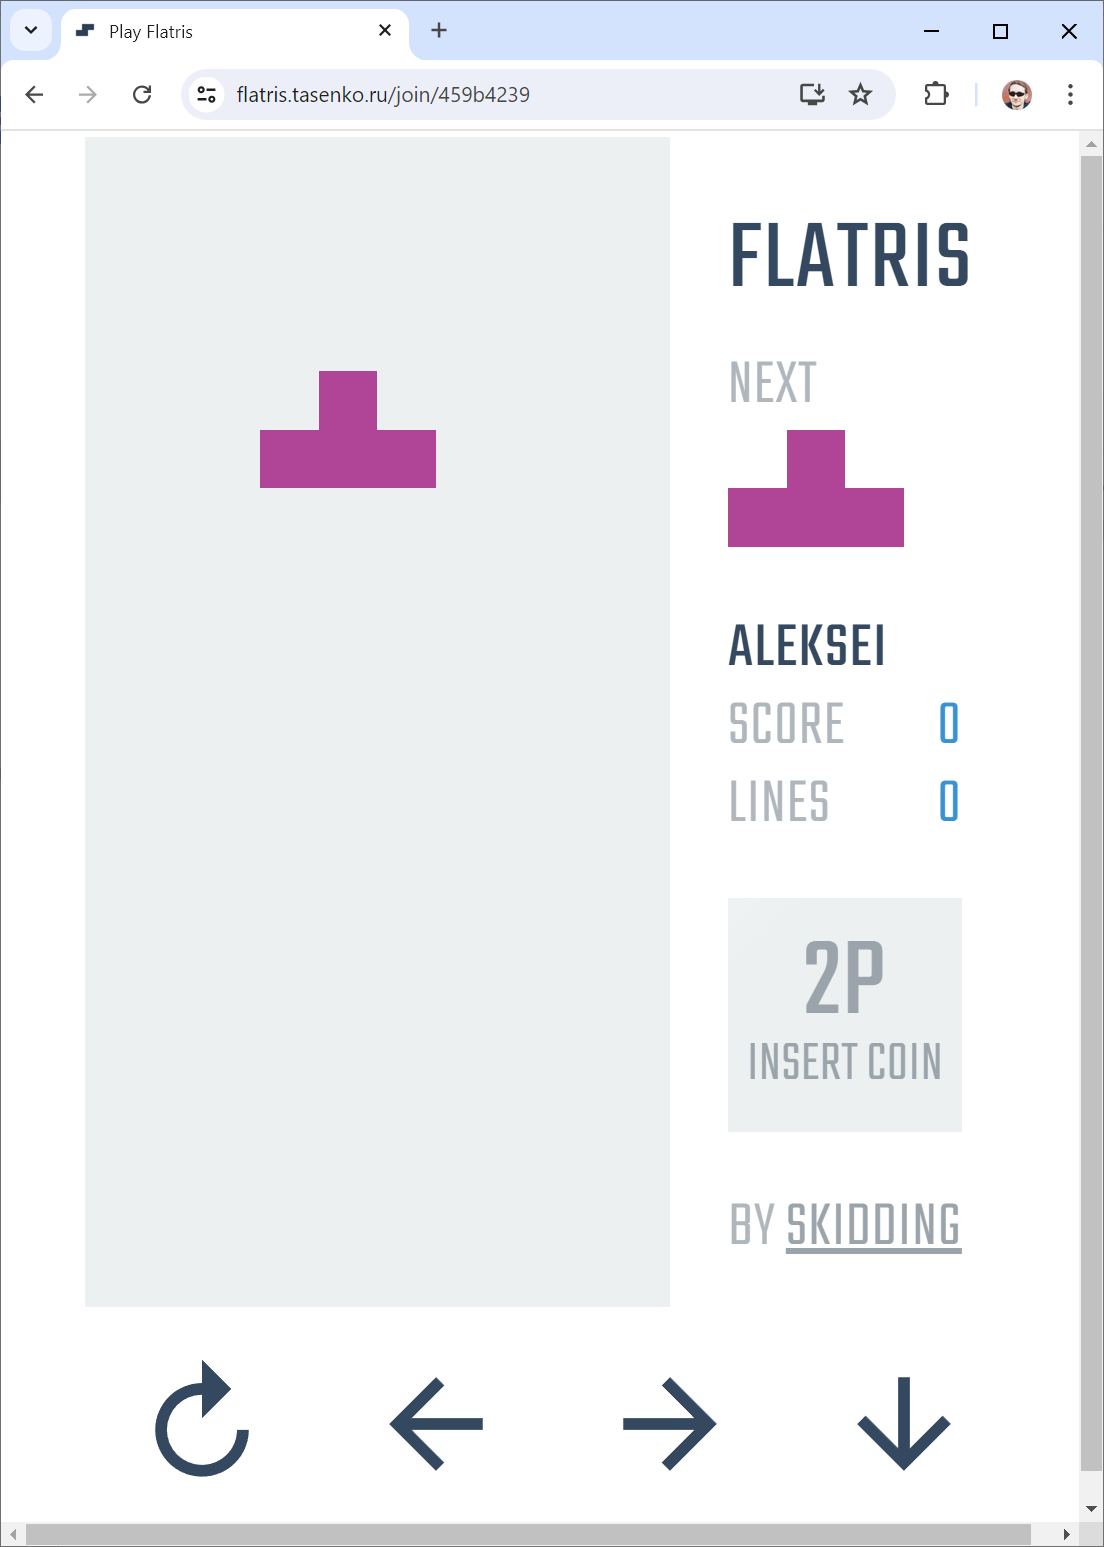 Play Flatris
flatris.tasenko.ru/join/459b4239
FLATRIS
NEXT
ALEKSEI
SCORE 0
LINES 0
2P
INSERT COIN
BY SKIDDING